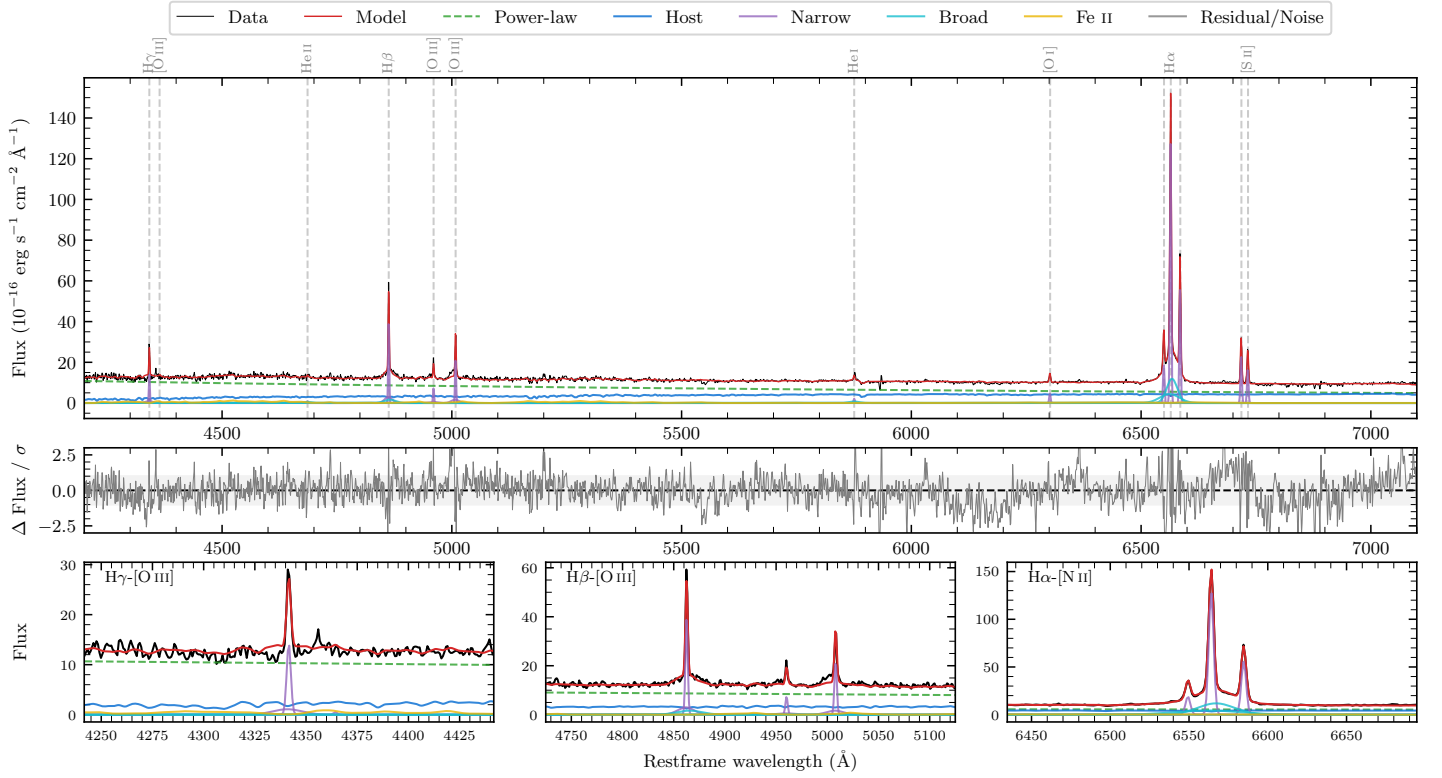 Data Model Power-law Host Narrow Broad Fe II Residual/Noise
Hγ [O III] He II Hβ [O III] [O III] He I [O I] Hα [S II]
Flux (10⁻¹⁶ erg s⁻¹ cm⁻² Å⁻¹)
140
120
100
80
60
40
20
0
4500 5000 5500 6000 6500 7000
Δ Flux / σ
2.5
0.0
−2.5
4500 5000 5500 6000 6500 7000
Flux
Hγ-[O III]
30
20
10
0
4250 4275 4300 4325 4350 4375 4400 4425
Hβ-[O III]
60
40
20
0
4750 4800 4850 4900 4950 5000 5050 5100
Hα-[N II]
150
100
50
0
6450 6500 6550 6600 6650
Restframe wavelength (Å)